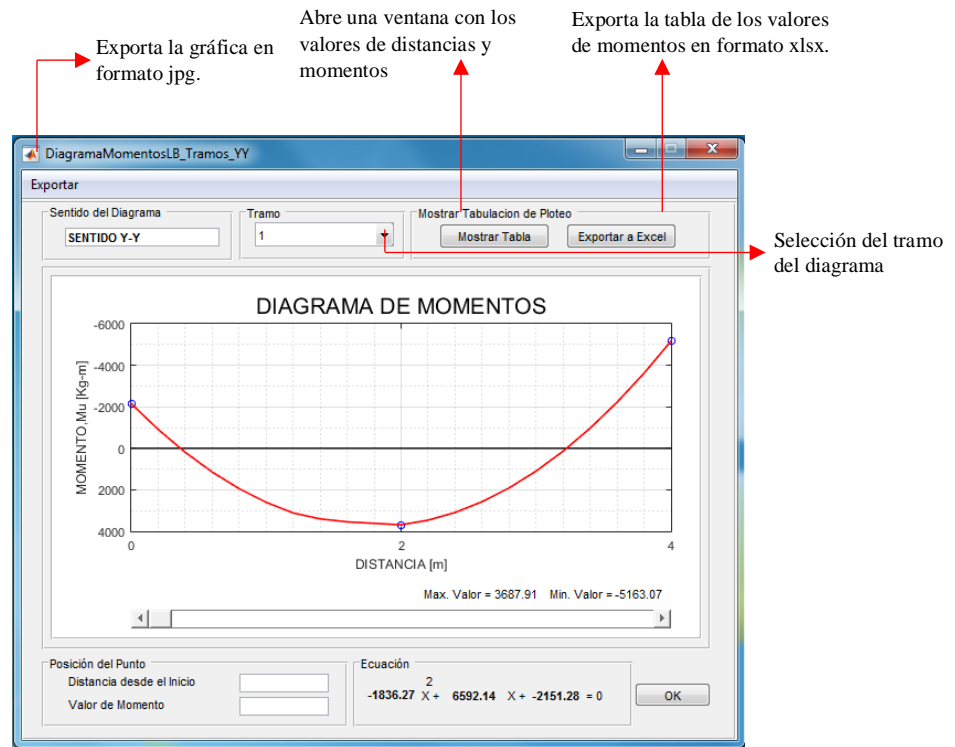 Exporta la gráfica en
formato jpg.
Abre una ventana con los
valores de distancias y
momentos
Exporta la tabla de los valores
de momentos en formato xlsx.
DiagramaMomentosLB_Tramos_YY
Exportar
Sentido del Diagrama
SENTIDO Y-Y
Tramo
1
Mostrar Tabulacion de Ploteo
Mostrar Tabla
Exportar a Excel
Selección del tramo
del diagrama
DIAGRAMA DE MOMENTOS
MOMENTO,Mu [Kg-m]
-6000
-4000
-2000
0
2000
4000
0 2 4
DISTANCIA [m]
Max. Valor = 3687.91 Min. Valor = -5163.07
Posición del Punto
Distancia desde el Inicio
Valor de Momento
Ecuación
2
-1836.27 X + 6592.14 X + -2151.28 = 0
OK